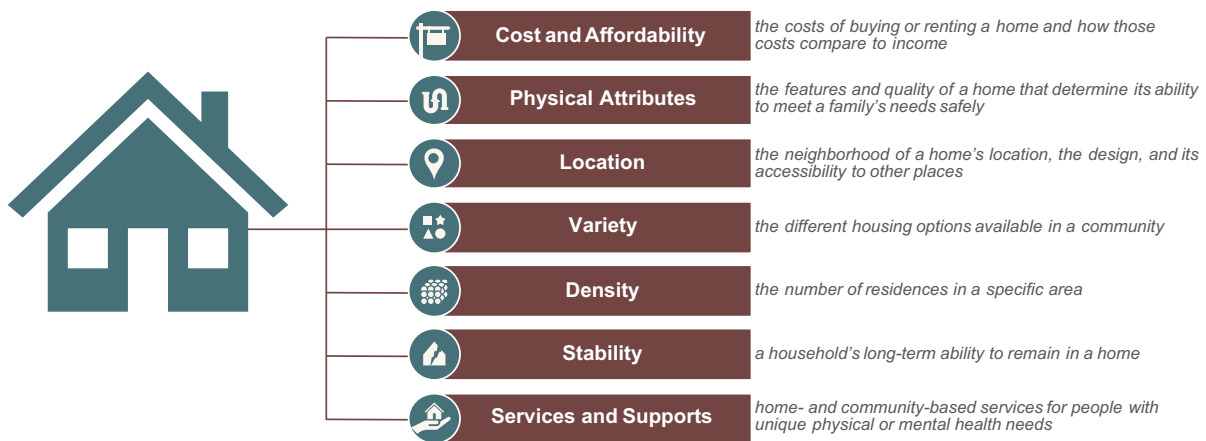 Cost and Affordability
the costs of buying or renting a home and how those
costs compare to income
Physical Attributes
the features and quality of a home that determine its ability
to meet a family's needs safely
Location
the neighborhood of a home's location, the design, and its
accessibility to other places
Variety
the different housing options available in a community
Density
the number of residences in a specific area
Stability
a household's long-term ability to remain in a home
Services and Supports
home- and community-based services for people with
unique physical or mental health needs